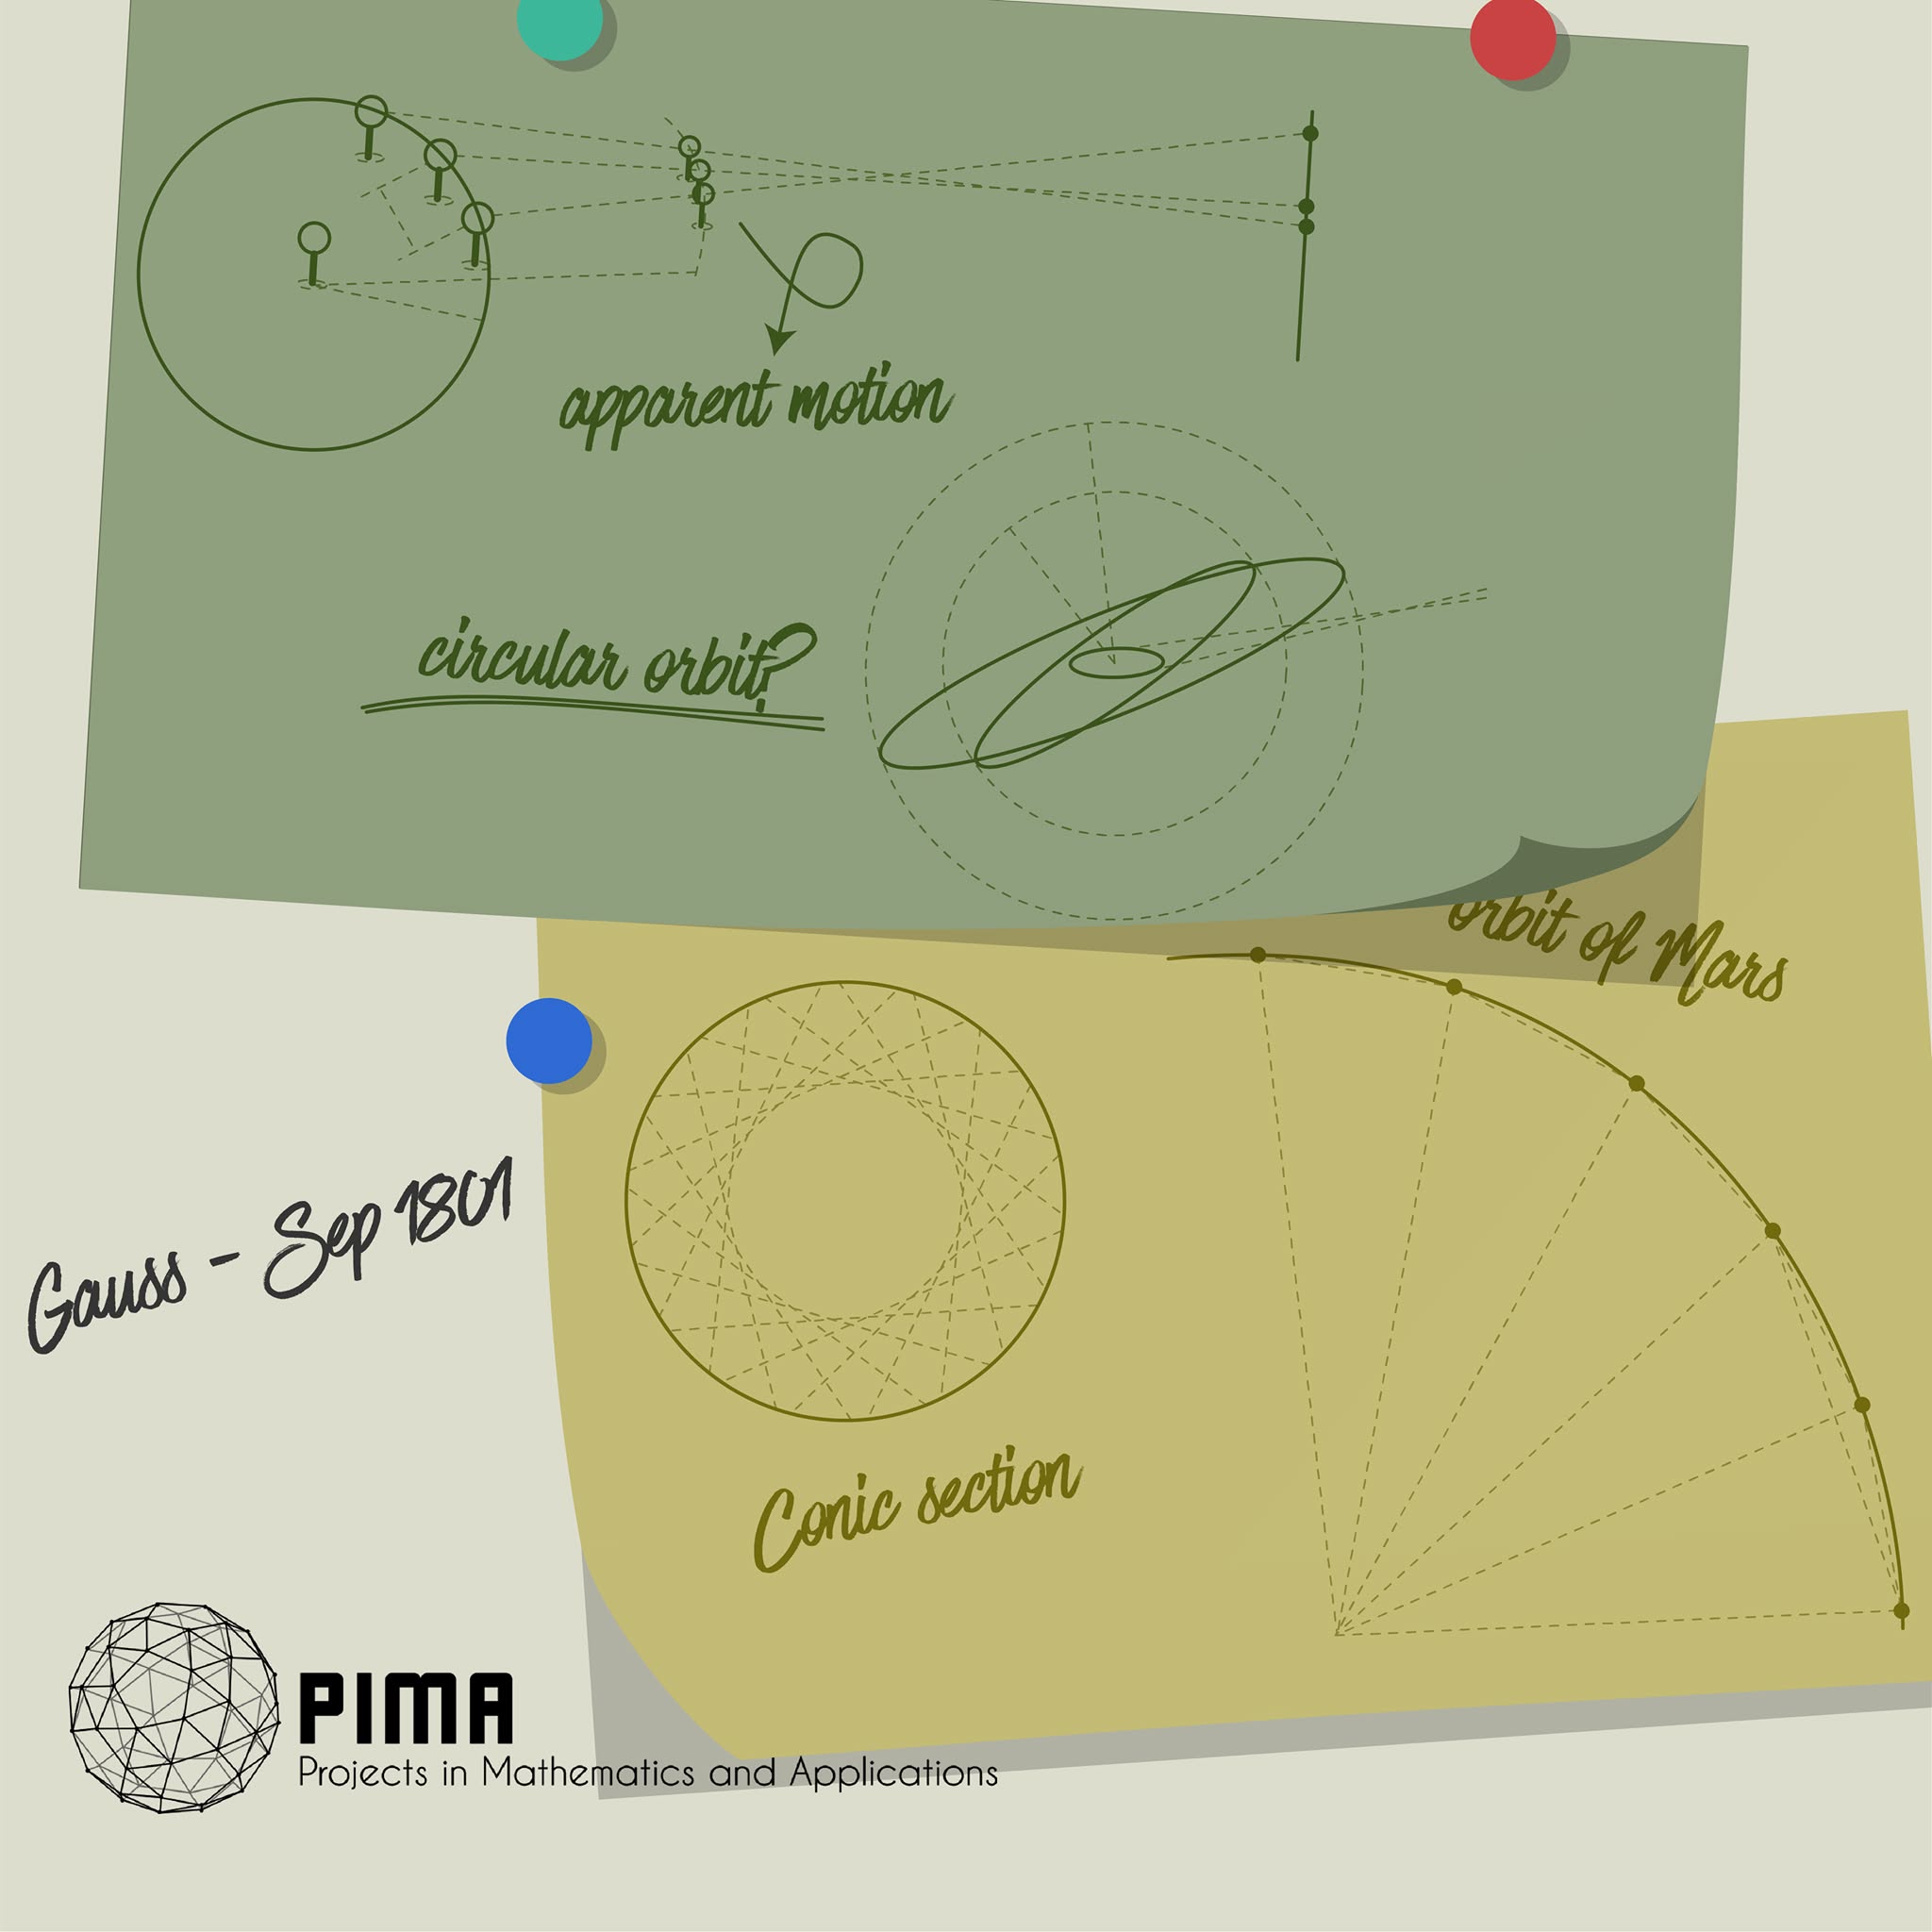 apparent motion
circular orbit?
orbit of Mars
Gauss - Sep 1801
Conic section
PIMA
Projects in Mathematics and Applications